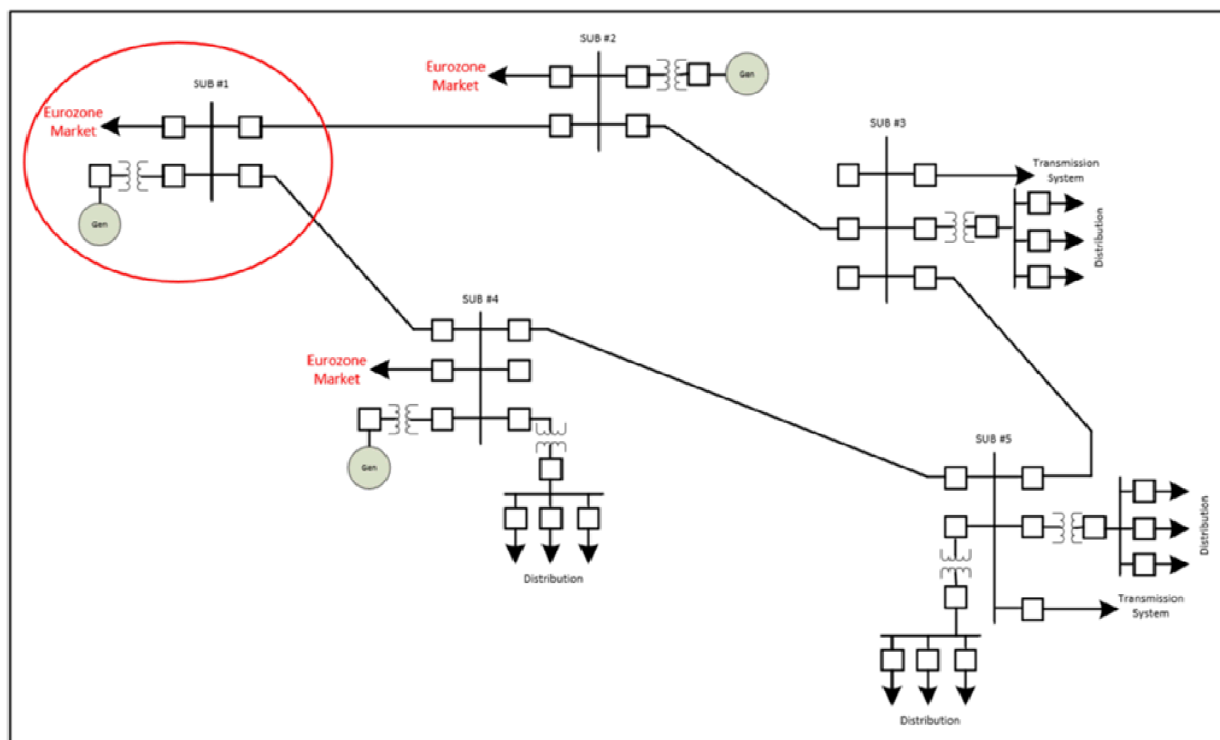 SUB #1
Eurozone
Market
Gen
SUB #2
Eurozone
Market
Gen
SUB #3
Transmission
System
Distribution
SUB #4
Eurozone
Market
Gen
Distribution
SUB #5
Distribution
Transmission
System
Distribution